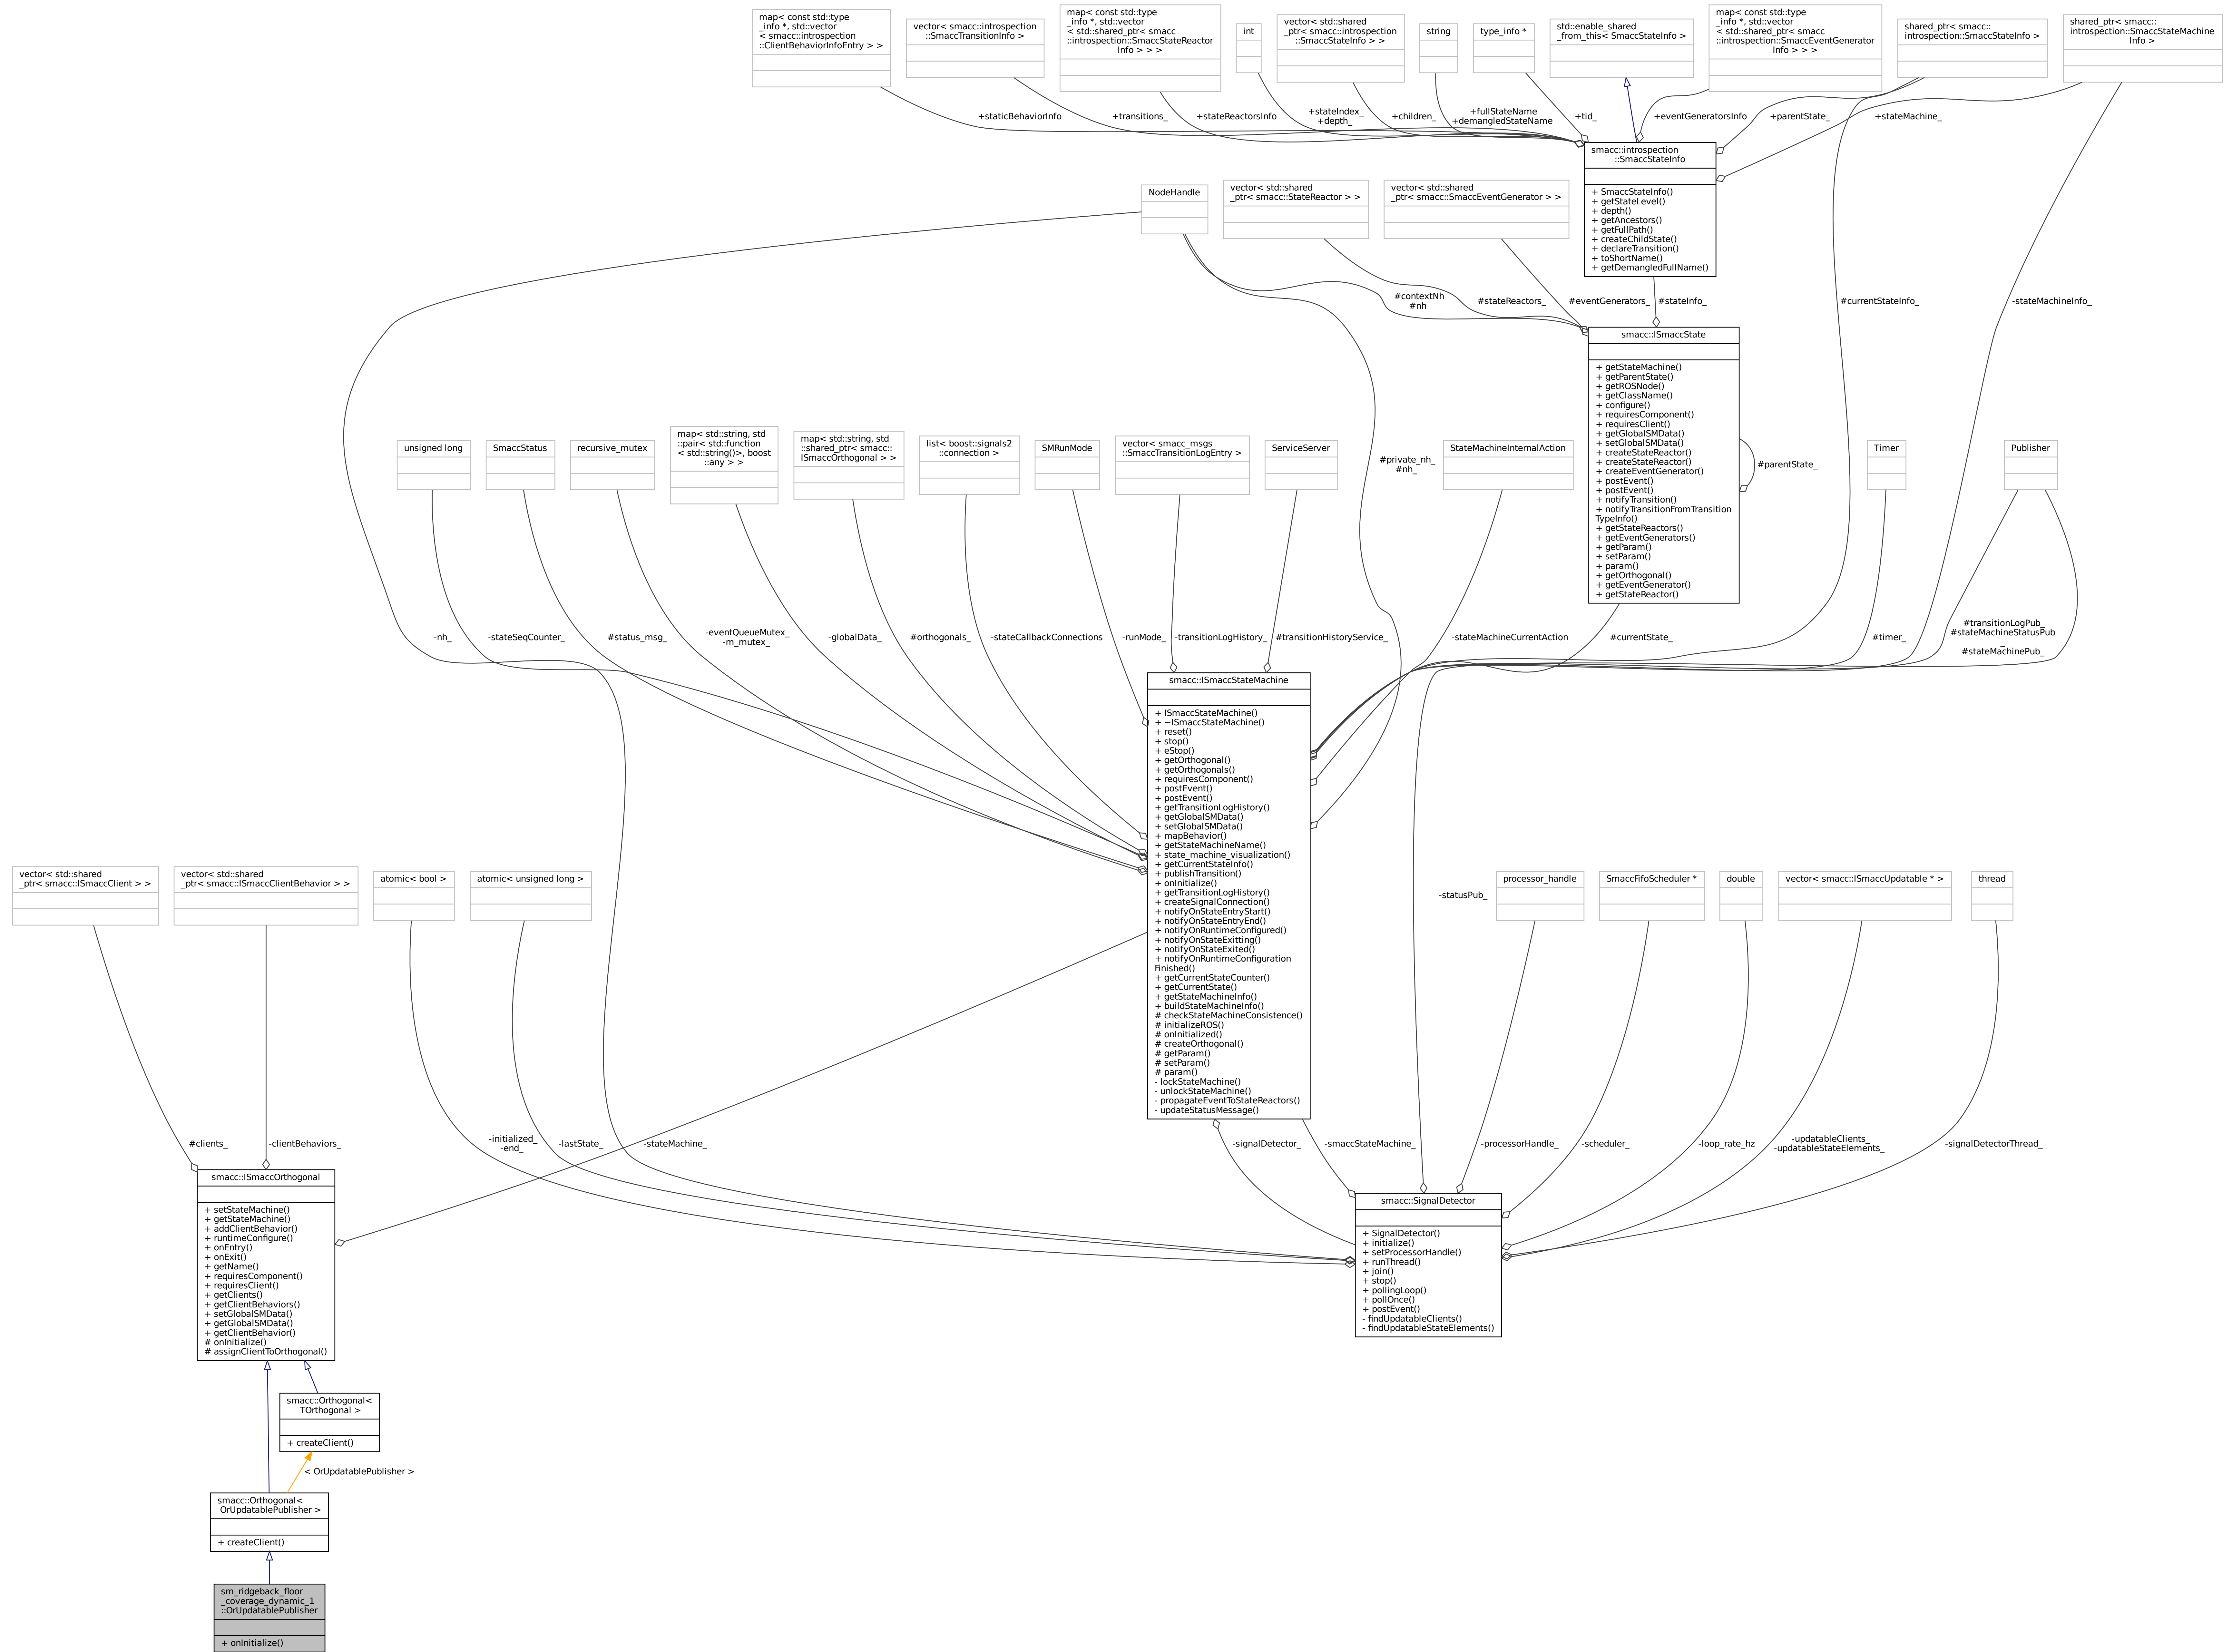 map< const std::type
_info *, std::vector
< smacc::introspection
::ClientBehaviorInfoEntry > >
vector< smacc::introspection
::SmaccTransitionInfo >
map< const std::type
_info *, std::vector
< std::shared_ptr< smacc
::introspection::SmaccStateReactor
Info > > >
int
vector< std::shared
_ptr< smacc::introspection
::SmaccStateInfo > >
string
type_info *
std::enable_shared
_from_this< SmaccStateInfo >
map< const std::type
_info *, std::vector
< std::shared_ptr< smacc
::introspection::SmaccEventGenerator
Info > > >
shared_ptr< smacc::
introspection::SmaccStateInfo >
shared_ptr< smacc::
introspection::SmaccStateMachine
Info >
+staticBehaviorInfo
+transitions_
+stateReactorsInfo
+stateIndex_
+depth_
+children_
+fullStateName
+demangledStateName
+tid_
+eventGeneratorsInfo
+parentState_
+stateMachine_
smacc::introspection
::SmaccStateInfo
+ SmaccStateInfo()
+ getStateLevel()
+ depth()
+ getAncestors()
+ getFullPath()
+ createChildState()
+ declareTransition()
+ toShortName()
+ getDemangledFullName()
NodeHandle
vector< std::shared
_ptr< smacc::StateReactor > >
vector< std::shared
_ptr< smacc::SmaccEventGenerator > >
#contextNh
#nh
#stateReactors_
#eventGenerators_
#stateInfo_
#currentStateInfo_
-stateMachineInfo_
smacc::ISmaccState
+ getStateMachine()
+ getParentState()
+ getROSNode()
+ getClassName()
+ configure()
+ requiresComponent()
+ requiresClient()
+ getGlobalSMData()
+ setGlobalSMData()
+ createStateReactor()
+ createStateReactor()
+ createEventGenerator()
+ postEvent()
+ postEvent()
+ notifyTransition()
+ notifyTransitionFromTransition
TypeInfo()
+ getStateReactors()
+ getEventGenerators()
+ getParam()
+ setParam()
+ param()
+ getOrthogonal()
+ getEventGenerator()
+ getStateReactor()
#parentState_
unsigned long
SmaccStatus
recursive_mutex
map< std::string, std
::pair< std::function
< std::string()>, boost
::any > >
map< std::string, std
::shared_ptr< smacc::
ISmaccOrthogonal > >
list< boost::signals2
::connection >
SMRunMode
vector< smacc_msgs
::SmaccTransitionLogEntry >
ServiceServer
#private_nh_
#nh_
StateMachineInternalAction
Timer
Publisher
-nh_
-stateSeqCounter_
#status_msg_
-eventQueueMutex_
-m_mutex_
-globalData_
#orthogonals_
-stateCallbackConnections
-runMode_
-transitionLogHistory_
#transitionHistoryService_
-stateMachineCurrentAction
#currentState_
#timer_
#transitionLogPub_
#stateMachineStatusPub
_
#stateMachinePub_
smacc::ISmaccStateMachine
+ ISmaccStateMachine()
+ ~ISmaccStateMachine()
+ reset()
+ stop()
+ eStop()
+ getOrthogonal()
+ getOrthogonals()
+ requiresComponent()
+ postEvent()
+ postEvent()
+ getTransitionLogHistory()
+ getGlobalSMData()
+ setGlobalSMData()
+ mapBehavior()
+ getStateMachineName()
+ state_machine_visualization()
+ getCurrentStateInfo()
+ publishTransition()
+ onInitialize()
+ getTransitionLogHistory()
+ createSignalConnection()
+ notifyOnStateEntryStart()
+ notifyOnStateEntryEnd()
+ notifyOnRuntimeConfigured()
+ notifyOnStateExitting()
+ notifyOnStateExited()
+ notifyOnRuntimeConfiguration
Finished()
+ getCurrentStateCounter()
+ getCurrentState()
+ getStateMachineInfo()
+ buildStateMachineInfo()
# checkStateMachineConsistence()
# initializeROS()
# onInitialized()
# createOrthogonal()
# getParam()
# setParam()
# param()
- lockStateMachine()
- unlockStateMachine()
- propagateEventToStateReactors()
- updateStatusMessage()
vector< std::shared
_ptr< smacc::ISmaccClient > >
vector< std::shared
_ptr< smacc::ISmaccClientBehavior > >
atomic< bool >
atomic< unsigned long >
-statusPub_
processor_handle
SmaccFifoScheduler *
double
vector< smacc::ISmaccUpdatable * >
thread
#clients_
-clientBehaviors_
-initialized_
-end_
-lastState_
-stateMachine_
-signalDetector_
-smaccStateMachine_
-processorHandle_
-scheduler_
-loop_rate_hz
-updatableClients_
-updatableStateElements_
-signalDetectorThread_
smacc::ISmaccOrthogonal
+ setStateMachine()
+ getStateMachine()
+ addClientBehavior()
+ runtimeConfigure()
+ onEntry()
+ onExit()
+ getName()
+ requiresComponent()
+ requiresClient()
+ getClients()
+ getClientBehaviors()
+ setGlobalSMData()
+ getGlobalSMData()
+ getClientBehavior()
# onInitialize()
# assignClientToOrthogonal()
smacc::SignalDetector
+ SignalDetector()
+ initialize()
+ setProcessorHandle()
+ runThread()
+ join()
+ stop()
+ pollingLoop()
+ pollOnce()
+ postEvent()
- findUpdatableClients()
- findUpdatableStateElements()
smacc::Orthogonal<
TOrthogonal >
+ createClient()
< OrUpdatablePublisher >
smacc::Orthogonal<
OrUpdatablePublisher >
+ createClient()
sm_ridgeback_floor
_coverage_dynamic_1
::OrUpdatablePublisher
+ onInitialize()